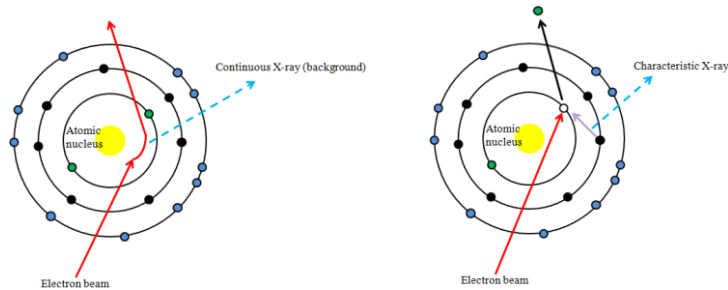 Continuous X-ray (background)
Atomic
nucleus
Electron beam
Characteristic X-ray
Atomic
nucleus
Electron beam